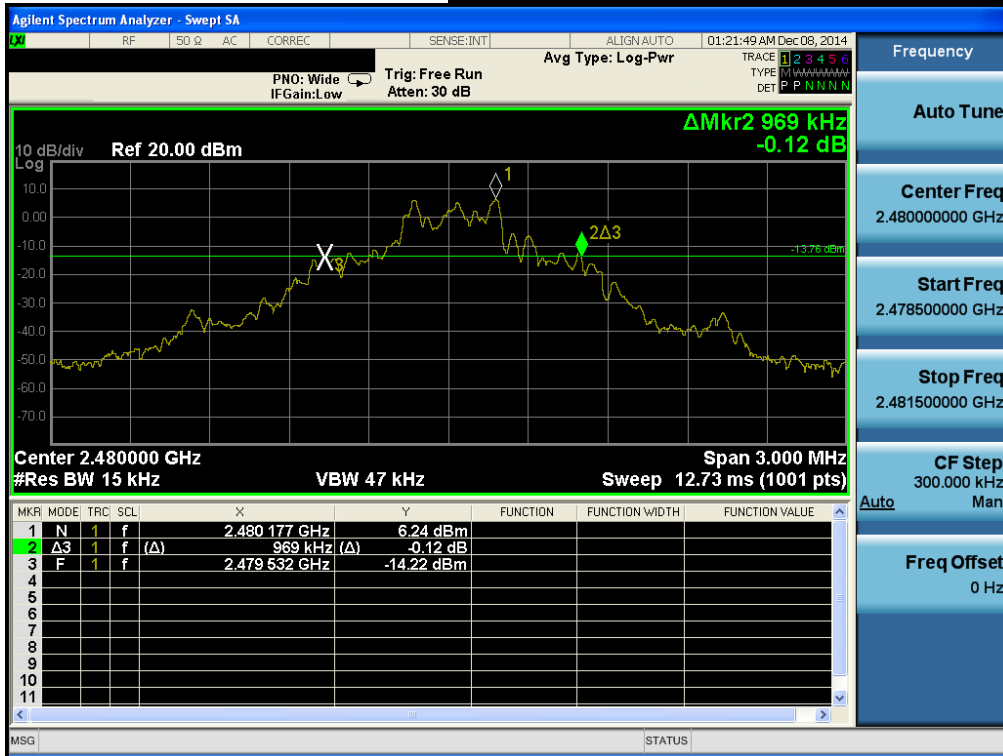 Agilent Spectrum Analyzer - Swept SA
LXI RF 50 Ω AC CORREC SENSE:INT ALIGN AUTO 01:21:49 AM Dec 08, 2014
Frequency
Avg Type: Log-Pwr
TRACE 1 2 3 4 5 6
TYPE M W W W W W
DET P P N N N N
PNO: Wide
IFGain:Low
Trig: Free Run
Atten: 30 dB
ΔMkr2 969 kHz
-0.12 dB
10 dB/div
Log
Ref 20.00 dBm
10.0
0.00
-10.0
-20.0
-30.0
-40.0
-50.0
-60.0
-70.0
1
2Δ3
3
-13.76 dBm
Center 2.480000 GHz
Span 3.000 MHz
#Res BW 15 kHz
VBW 47 kHz
Sweep 12.73 ms (1001 pts)
MKR MODE TRC SCL X Y FUNCTION FUNCTION WIDTH FUNCTION VALUE
1 N 1 f 2.480 177 GHz 6.24 dBm
2 Δ3 1 f (Δ) 969 kHz (Δ) -0.12 dB
3 F 1 f 2.479 532 GHz -14.22 dBm
4
5
6
7
8
9
10
11
MSG
STATUS
Auto Tune
Center Freq
2.480000000 GHz
Start Freq
2.478500000 GHz
Stop Freq
2.481500000 GHz
CF Step
300.000 kHz
Auto Man
Freq Offset
0 Hz